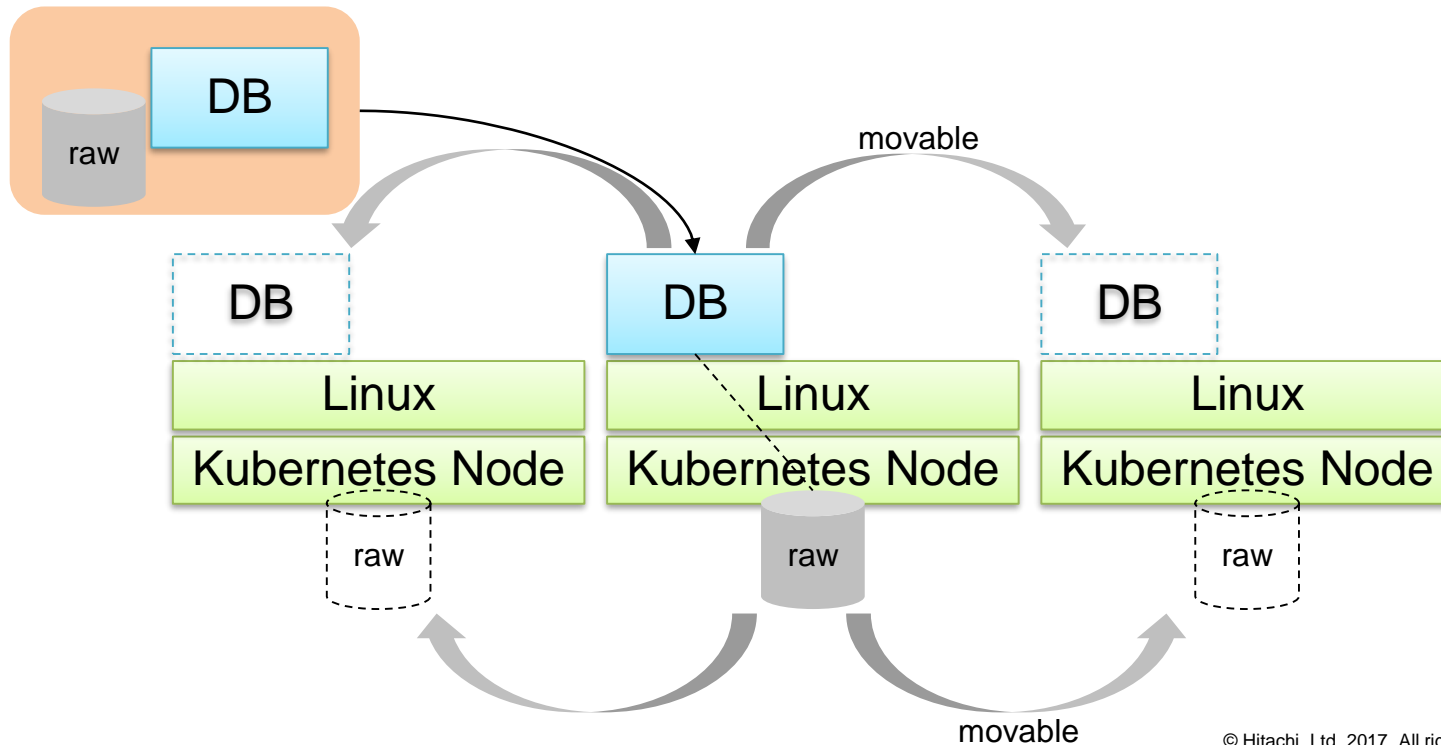 DB
raw
movable
DB
DB
DB
Linux
Linux
Linux
Kubernetes Node
Kubernetes Node
Kubernetes Node
raw
raw
raw
movable
© Hitachi, Ltd. 2017. All